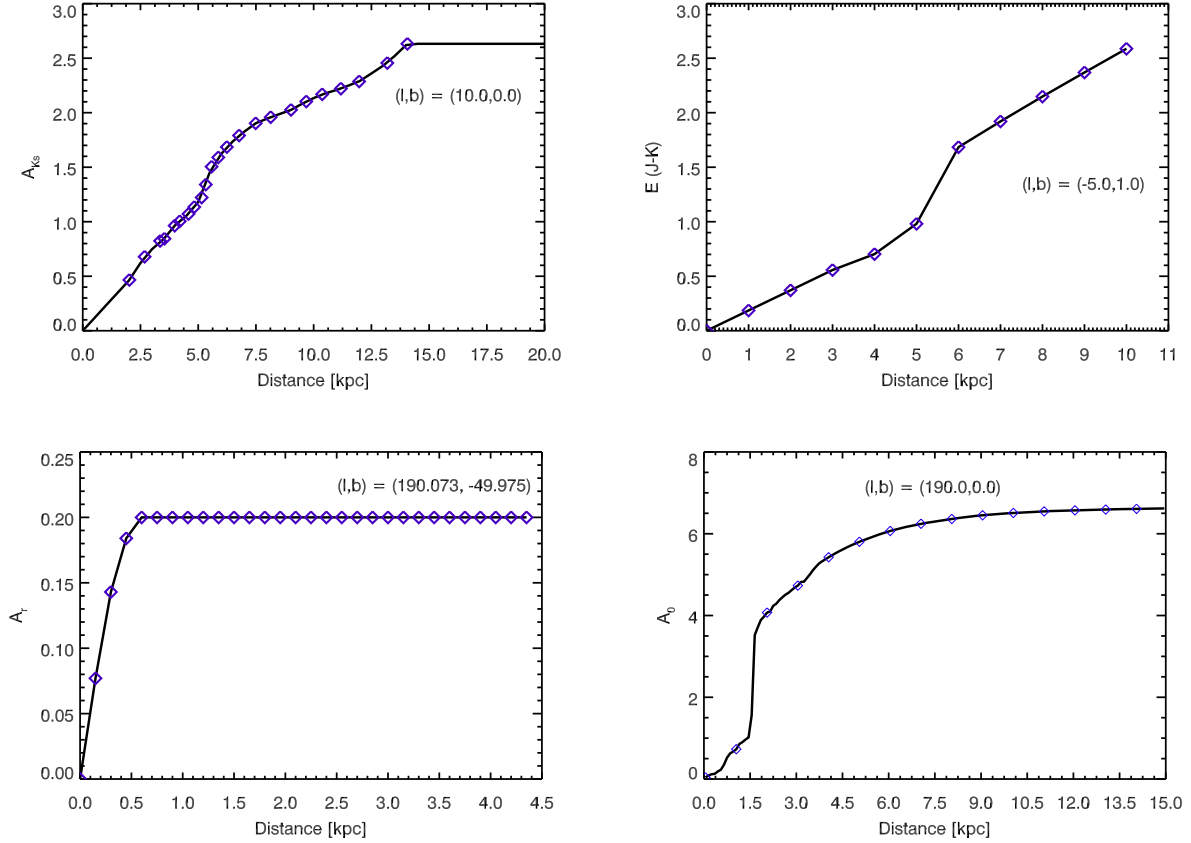 3.0
2.5
2.0
1.5
1.0
0.5
0.0
A_Ks
(l,b) = (10.0,0.0)
0.0 2.5 5.0 7.5 10.0 12.5 15.0 17.5 20.0
Distance [kpc]
3.0
2.5
2.0
1.5
1.0
0.5
0.0
E (J-K)
(l,b) = (-5.0,1.0)
0 1 2 3 4 5 6 7 8 9 10 11
Distance [kpc]
0.25
0.20
0.15
0.10
0.05
0.00
A_r
(l,b) = (190.073, -49.975)
0.0 0.5 1.0 1.5 2.0 2.5 3.0 3.5 4.0 4.5
Distance [kpc]
8
6
4
2
0
A_0
(l,b) = (190.0,0.0)
0.0 1.5 3.0 4.5 6.0 7.5 9.0 10.5 12.0 13.5 15.0
Distance [kpc]